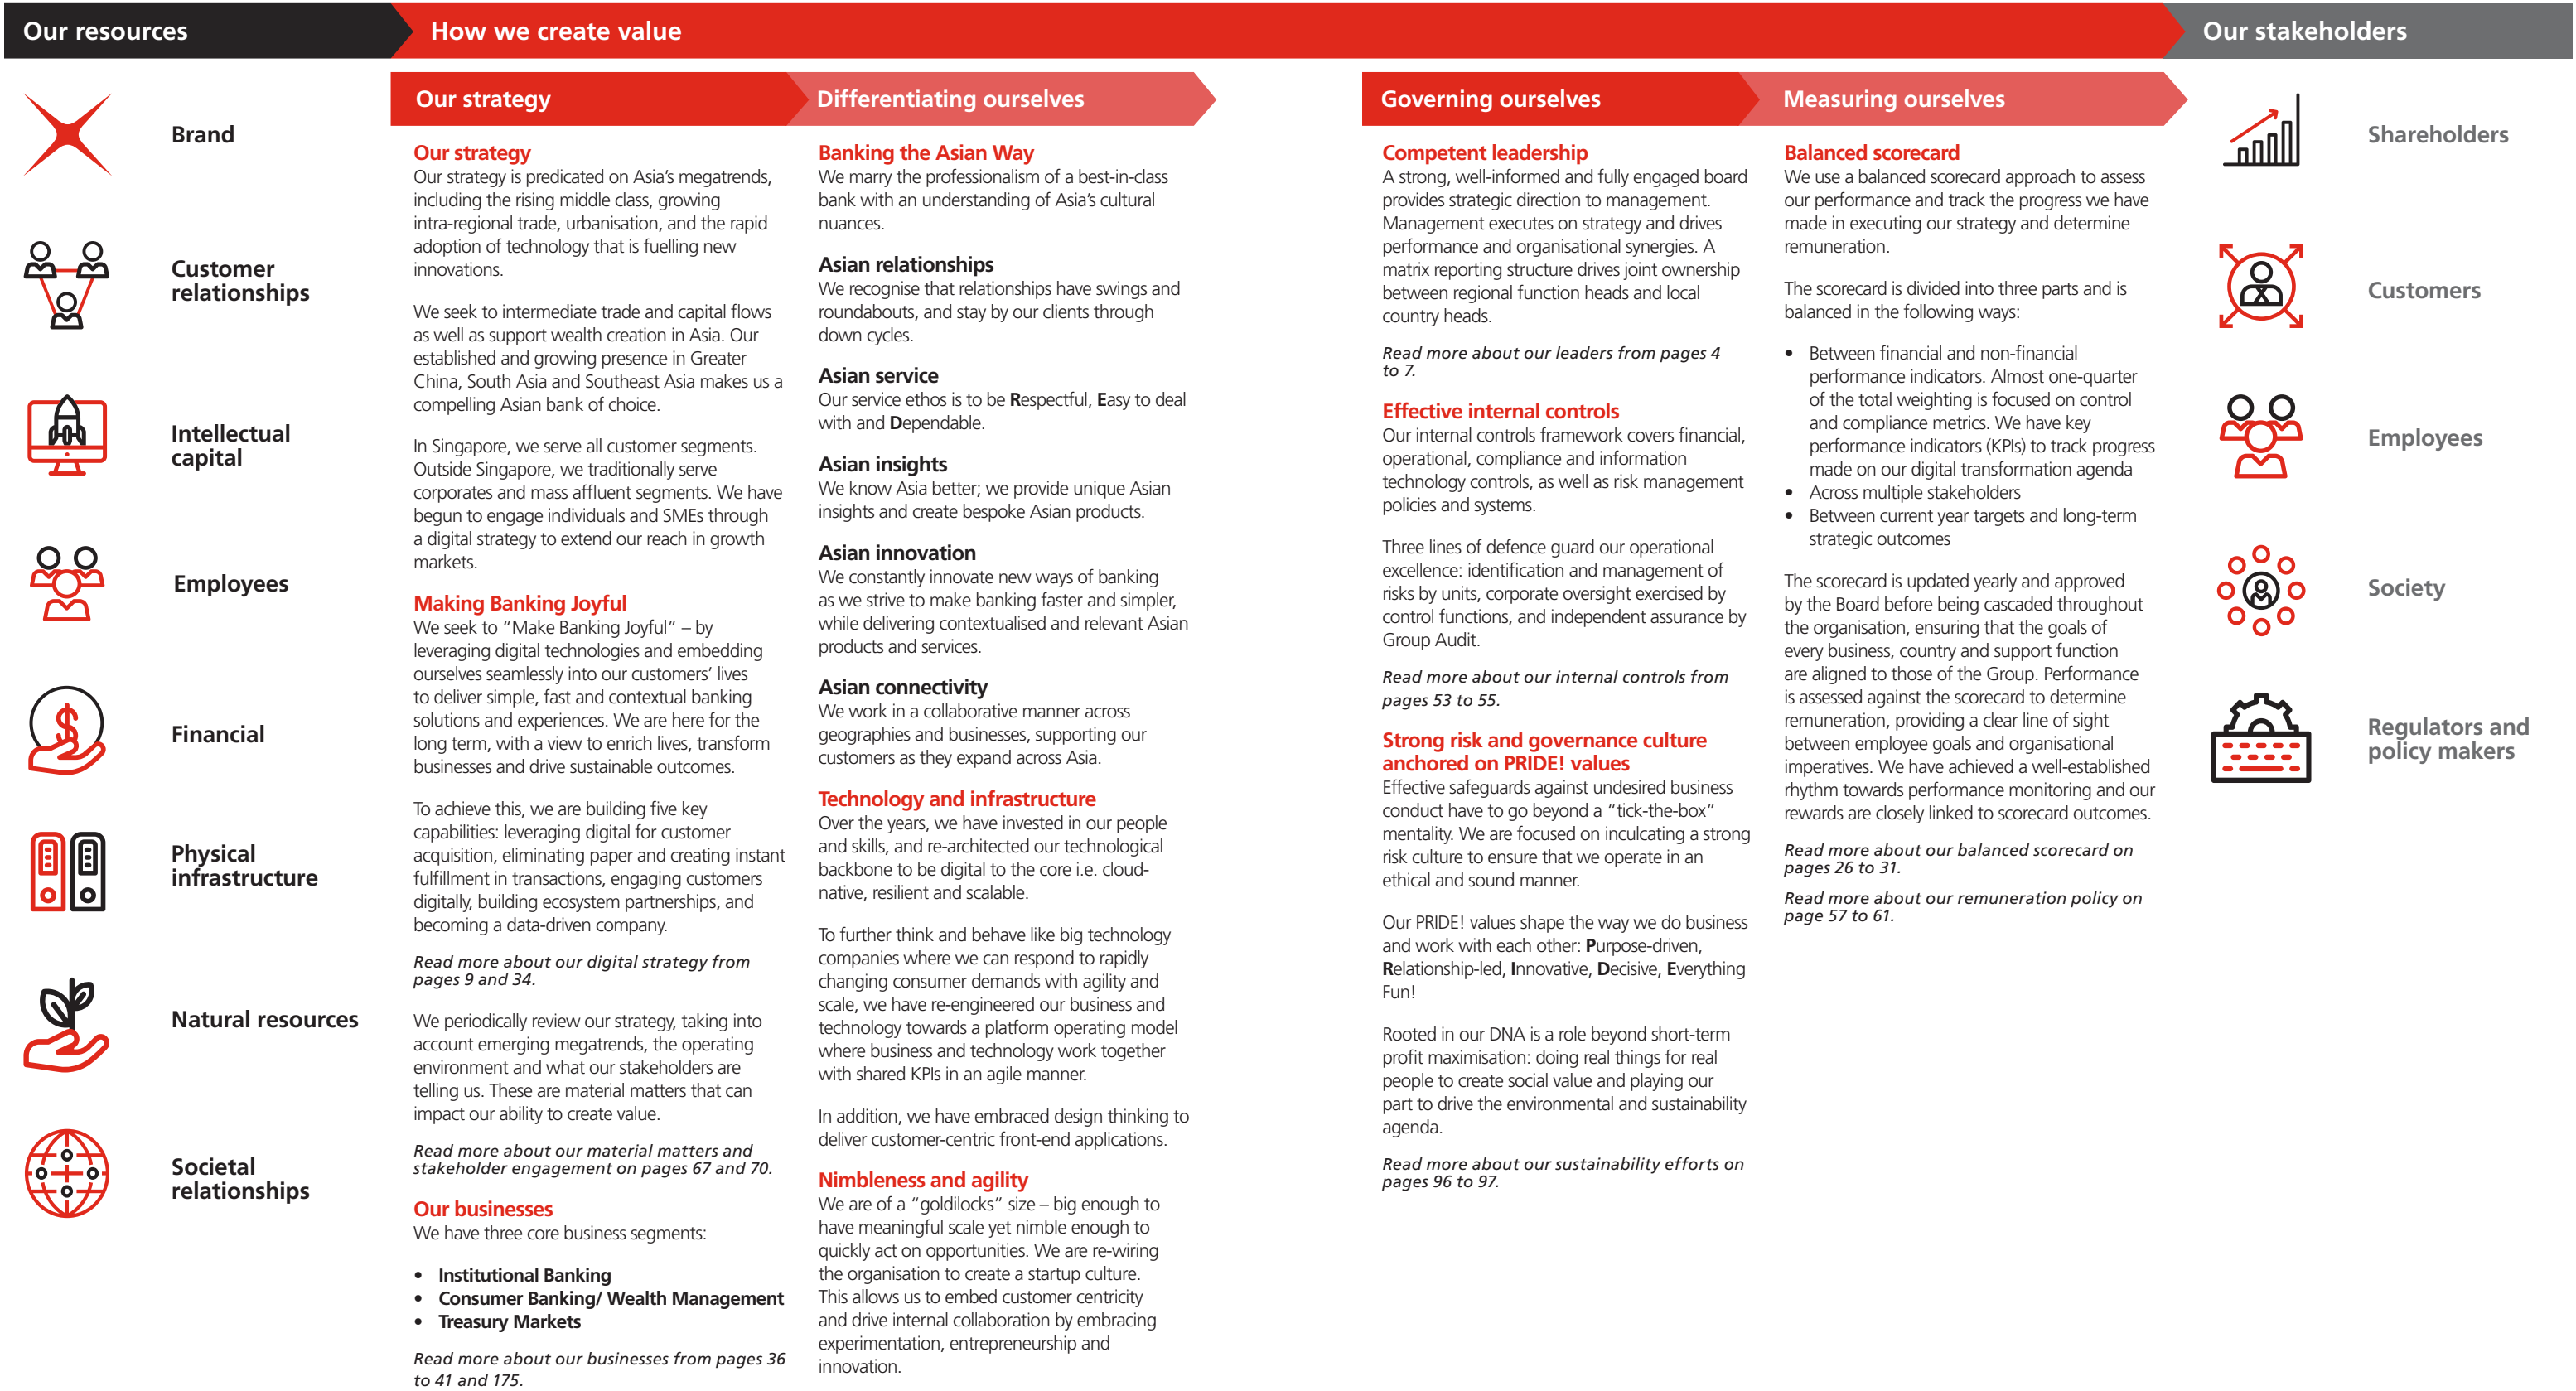 Our resources
How we create value
Our stakeholders
Brand
Customer
relationships
Intellectual
capital
Employees
Financial
Physical
infrastructure
Natural resources
Societal
relationships
Our strategy
Our strategy
Our strategy is predicated on Asia’s megatrends,
including the rising middle class, growing
intra-regional trade, urbanisation, and the rapid
adoption of technology that is fuelling new
innovations.
We seek to intermediate trade and capital flows
as well as support wealth creation in Asia. Our
established and growing presence in Greater
China, South Asia and Southeast Asia makes us a
compelling Asian bank of choice.
In Singapore, we serve all customer segments.
Outside Singapore, we traditionally serve
corporates and mass affluent segments. We have
begun to engage individuals and SMEs through
a digital strategy to extend our reach in growth
markets.
Making Banking Joyful
We seek to “Make Banking Joyful” – by
leveraging digital technologies and embedding
ourselves seamlessly into our customers’ lives
to deliver simple, fast and contextual banking
solutions and experiences. We are here for the
long term, with a view to enrich lives, transform
businesses and drive sustainable outcomes.
To achieve this, we are building five key
capabilities: leveraging digital for customer
acquisition, eliminating paper and creating instant
fulfillment in transactions, engaging customers
digitally, building ecosystem partnerships, and
becoming a data-driven company.
Read more about our digital strategy from
pages 9 and 34.
We periodically review our strategy, taking into
account emerging megatrends, the operating
environment and what our stakeholders are
telling us. These are material matters that can
impact our ability to create value.
Read more about our material matters and
stakeholder engagement on pages 67 and 70.
Our businesses
We have three core business segments:
• Institutional Banking
• Consumer Banking/ Wealth Management
• Treasury Markets
Read more about our businesses from pages 36
to 41 and 175.
Differentiating ourselves
Banking the Asian Way
We marry the professionalism of a best-in-class
bank with an understanding of Asia’s cultural
nuances.
Asian relationships
We recognise that relationships have swings and
roundabouts, and stay by our clients through
down cycles.
Asian service
Our service ethos is to be Respectful, Easy to deal
with and Dependable.
Asian insights
We know Asia better; we provide unique Asian
insights and create bespoke Asian products.
Asian innovation
We constantly innovate new ways of banking
as we strive to make banking faster and simpler,
while delivering contextualised and relevant Asian
products and services.
Asian connectivity
We work in a collaborative manner across
geographies and businesses, supporting our
customers as they expand across Asia.
Technology and infrastructure
Over the years, we have invested in our people
and skills, and re-architected our technological
backbone to be digital to the core i.e. cloud-
native, resilient and scalable.
To further think and behave like big technology
companies where we can respond to rapidly
changing consumer demands with agility and
scale, we have re-engineered our business and
technology towards a platform operating model
where business and technology work together
with shared KPIs in an agile manner.
In addition, we have embraced design thinking to
deliver customer-centric front-end applications.
Nimbleness and agility
We are of a “goldilocks” size – big enough to
have meaningful scale yet nimble enough to
quickly act on opportunities. We are re-wiring
the organisation to create a startup culture.
This allows us to embed customer centricity
and drive internal collaboration by embracing
experimentation, entrepreneurship and
innovation.
Governing ourselves
Competent leadership
A strong, well-informed and fully engaged board
provides strategic direction to management.
Management executes on strategy and drives
performance and organisational synergies. A
matrix reporting structure drives joint ownership
between regional function heads and local
country heads.
Read more about our leaders from pages 4
to 7.
Effective internal controls
Our internal controls framework covers financial,
operational, compliance and information
technology controls, as well as risk management
policies and systems.
Three lines of defence guard our operational
excellence: identification and management of
risks by units, corporate oversight exercised by
control functions, and independent assurance by
Group Audit.
Read more about our internal controls from
pages 53 to 55.
Strong risk and governance culture
anchored on PRIDE! values
Effective safeguards against undesired business
conduct have to go beyond a “tick-the-box”
mentality. We are focused on inculcating a strong
risk culture to ensure that we operate in an
ethical and sound manner.
Our PRIDE! values shape the way we do business
and work with each other: Purpose-driven,
Relationship-led, Innovative, Decisive, Everything
Fun!
Rooted in our DNA is a role beyond short-term
profit maximisation: doing real things for real
people to create social value and playing our
part to drive the environmental and sustainability
agenda.
Read more about our sustainability efforts on
pages 96 to 97.
Measuring ourselves
Balanced scorecard
We use a balanced scorecard approach to assess
our performance and track the progress we have
made in executing our strategy and determine
remuneration.
The scorecard is divided into three parts and is
balanced in the following ways:
• Between financial and non-financial
performance indicators. Almost one-quarter
of the total weighting is focused on control
and compliance metrics. We have key
performance indicators (KPIs) to track progress
made on our digital transformation agenda
• Across multiple stakeholders
• Between current year targets and long-term
strategic outcomes
The scorecard is updated yearly and approved
by the Board before being cascaded throughout
the organisation, ensuring that the goals of
every business, country and support function
are aligned to those of the Group. Performance
is assessed against the scorecard to determine
remuneration, providing a clear line of sight
between employee goals and organisational
imperatives. We have achieved a well-established
rhythm towards performance monitoring and our
rewards are closely linked to scorecard outcomes.
Read more about our balanced scorecard on
pages 26 to 31.
Read more about our remuneration policy on
page 57 to 61.
Shareholders
Customers
Employees
Society
Regulators and
policy makers